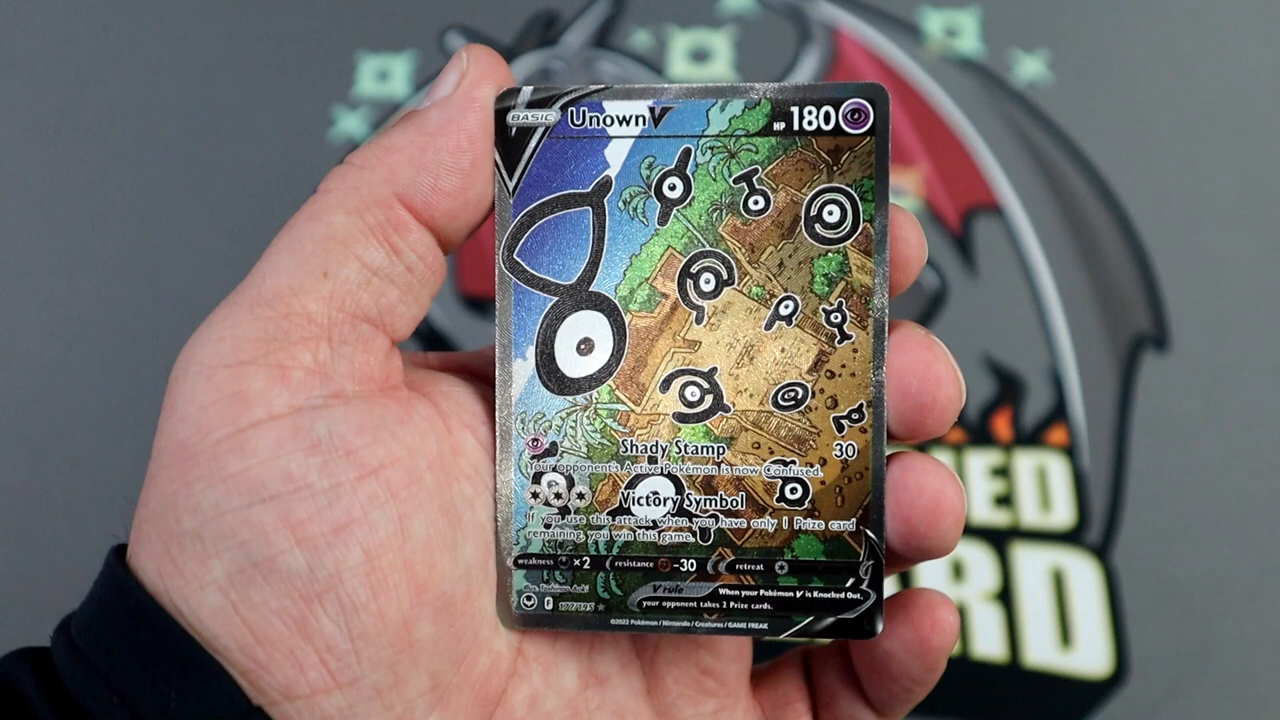 BASIC Unown V HP 180
Shady Stamp 30
Your opponent's Active Pokémon is now Confused.
Victory Symbol
If you use this attack when you have only 1 Prize card
remaining, you win this game.
weakness ×2 resistance -30 retreat
V rule When your Pokémon V is Knocked Out,
your opponent takes 2 Prize cards.
F 177/195
©2022 Pokémon / Nintendo / Creatures / GAME FREAK